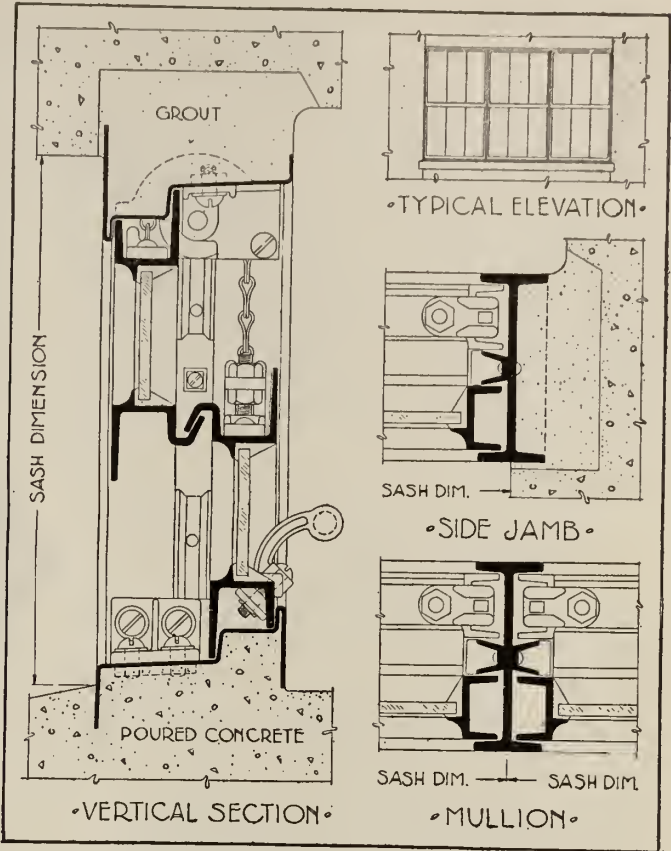 GROUT
SASH DIMENSION
POURED CONCRETE
·VERTICAL SECTION·
·TYPICAL ELEVATION·
SASH DIM.
·SIDE JAMB·
SASH DIM. SASH DIM.
·MULLION·